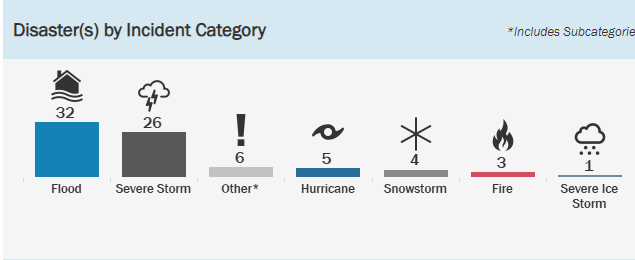 Disaster(s) by Incident Category
*Includes Subcategorie
32
26
6
5
4
3
1
Flood
Severe Storm
Other*
Hurricane
Snowstorm
Fire
Severe Ice
Storm